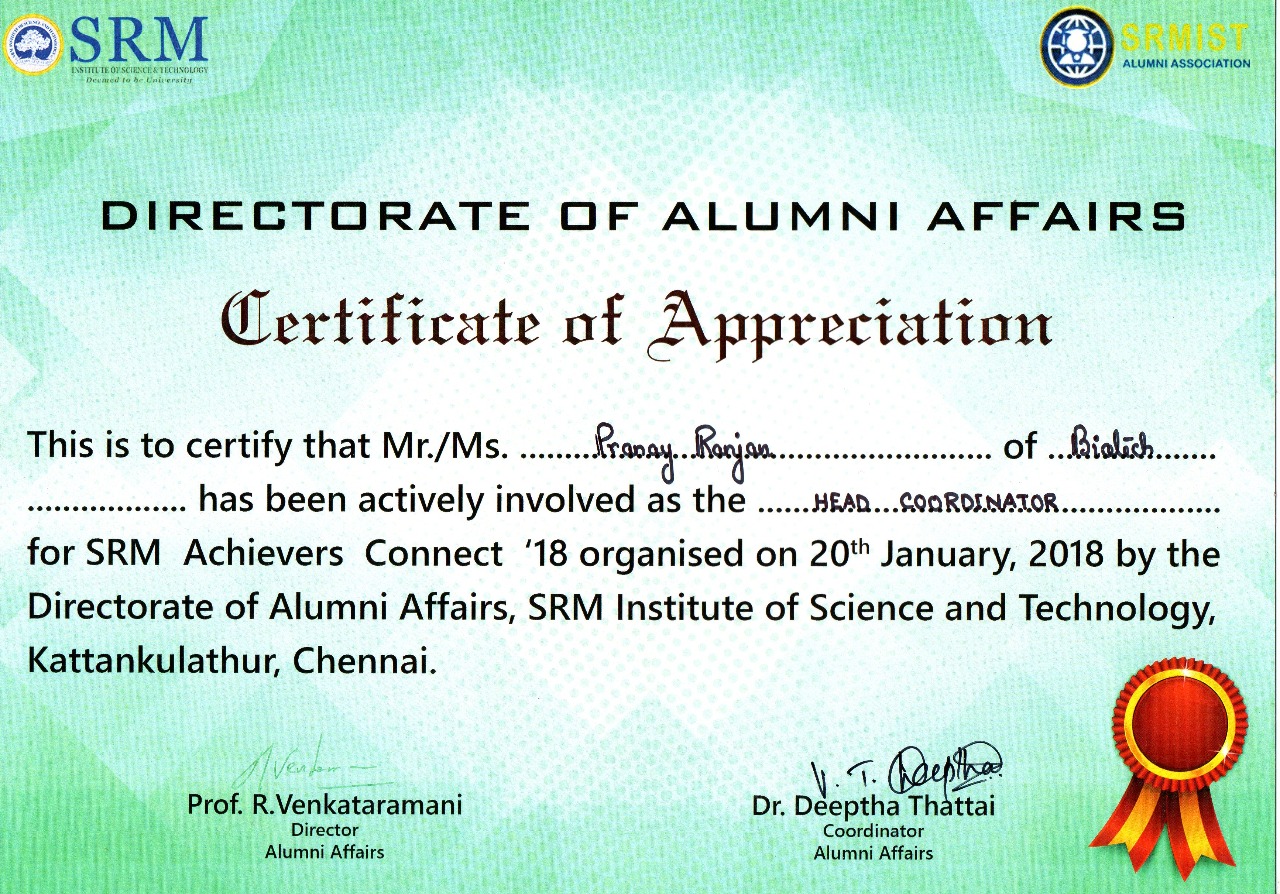 SRM
INSTITUTE OF SCIENCE & TECHNOLOGY
Deemed to be University
SRMIST
ALUMNI ASSOCIATION
DIRECTORATE OF ALUMNI AFFAIRS
Certificate of Appreciation
This is to certify that Mr./Ms. .........Pranay...Ranjan............................ of ...Biotech.......
.................. has been actively involved as the ......HEAD...COORDINATOR..................
for SRM Achievers Connect '18 organised on 20th January, 2018 by the
Directorate of Alumni Affairs, SRM Institute of Science and Technology,
Kattankulathur, Chennai.
V. T. Deeptha
Prof. R.Venkataramani
Director
Alumni Affairs
Dr. Deeptha Thattai
Coordinator
Alumni Affairs